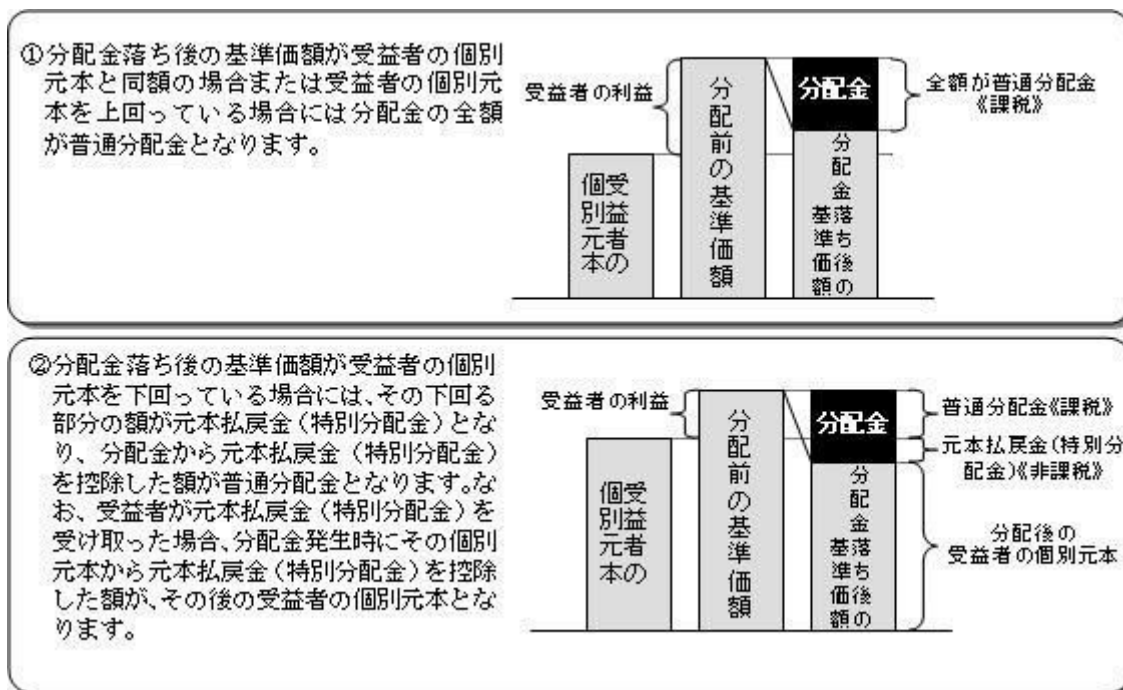 ①分配金落ち後の基準価額が受益者の個別
元本と同額の場合または受益者の個別元
本を上回っている場合には分配金の全額
が普通分配金となります。
受益者の利益
個別元本
受益者の
分配前の基準価額
分配金
基準価額
分配金落ち後の
全額が普通分配金
《課税》
②分配金落ち後の基準価額が受益者の個別
元本を下回っている場合には、その下回る
部分の額が元本払戻金(特別分配金)とな
り、分配金から元本払戻金(特別分配金)
を控除した額が普通分配金となります。な
お、受益者が元本払戻金(特別分配金)を
受け取った場合、分配金発生時にその個別
元本から元本払戻金(特別分配金)を控除
した額が、その後の受益者の個別元本とな
ります。
受益者の利益
受益者の
個別元本
分配前の基準価額
分配金
分配金落ち後の
基準価額
普通分配金《課税》
元本払戻金(特別分
配金)《非課税》
分配後の
受益者の個別元本